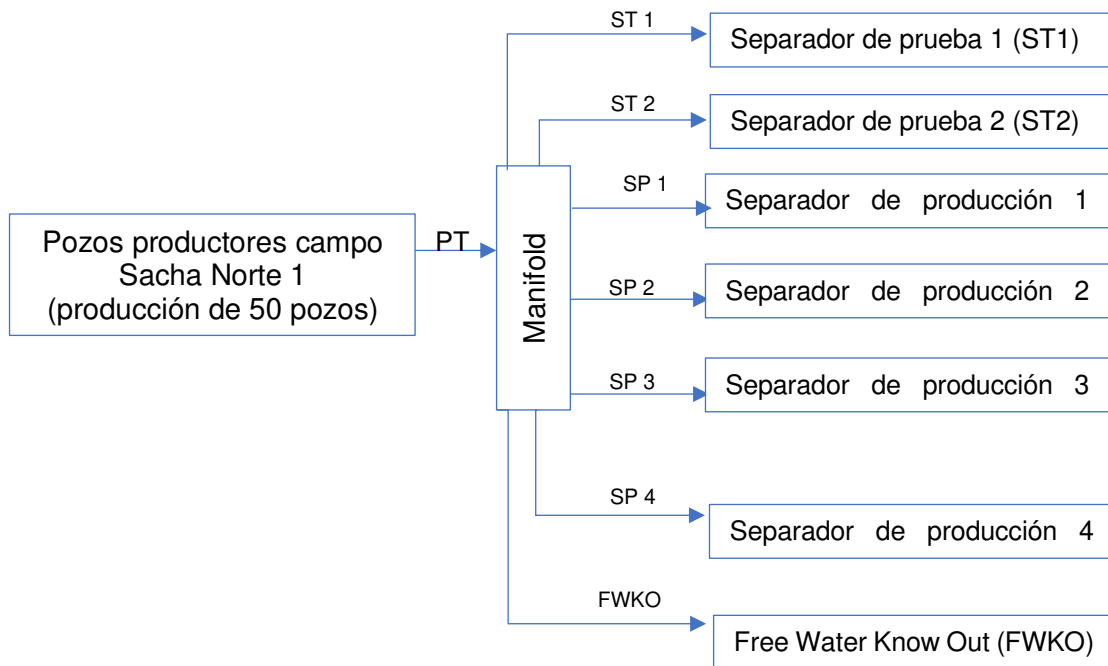 ST 1
Separador de prueba 1 (ST1)
ST 2
Separador de prueba 2 (ST2)
SP 1
Separador de producción 1
Pozos productores campo
Sacha Norte 1
(producción de 50 pozos)
PT
Manifold
SP 2
Separador de producción 2
SP 3
Separador de producción 3
SP 4
Separador de producción 4
FWKO
Free Water Know Out (FWKO)